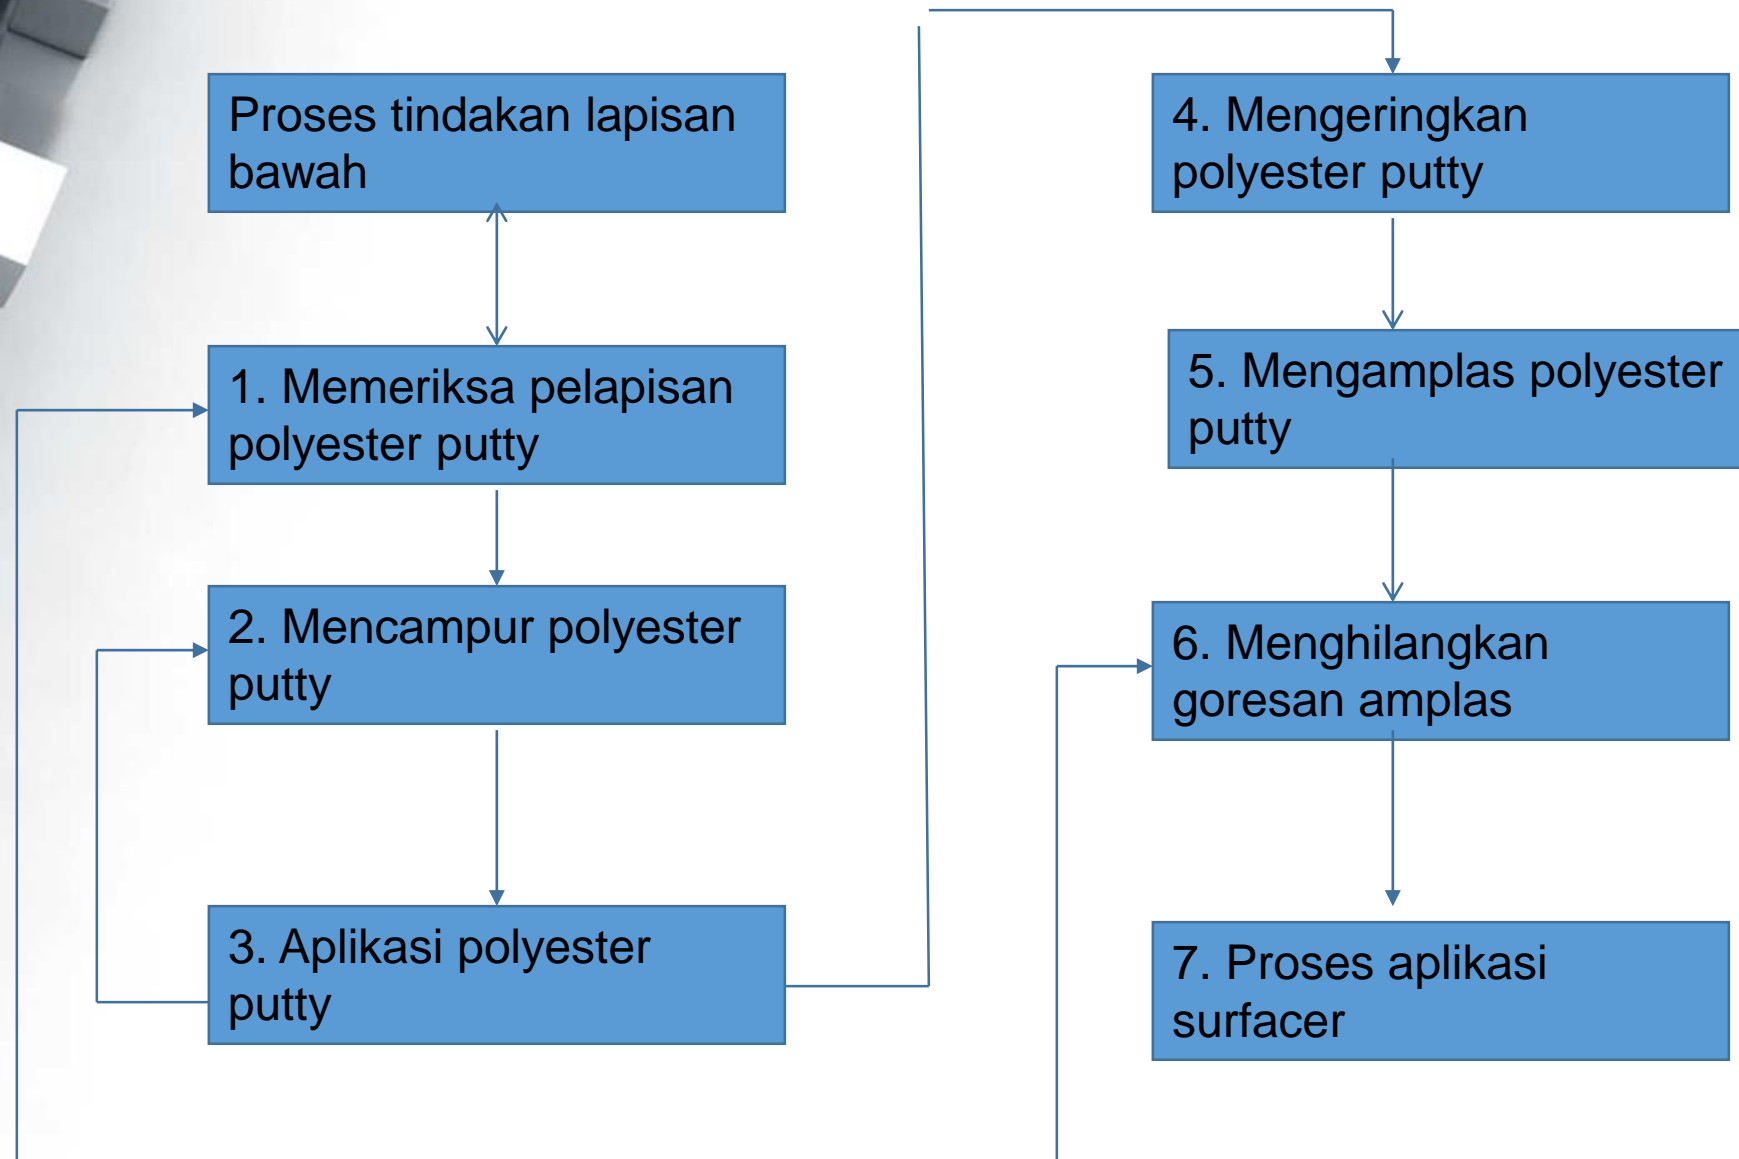 Proses tindakan lapisan
bawah
1. Memeriksa pelapisan
polyester putty
2. Mencampur polyester
putty
3. Aplikasi polyester
putty
4. Mengeringkan
polyester putty
5. Mengamplas polyester
putty
6. Menghilangkan
goresan amplas
7. Proses aplikasi
surfacer